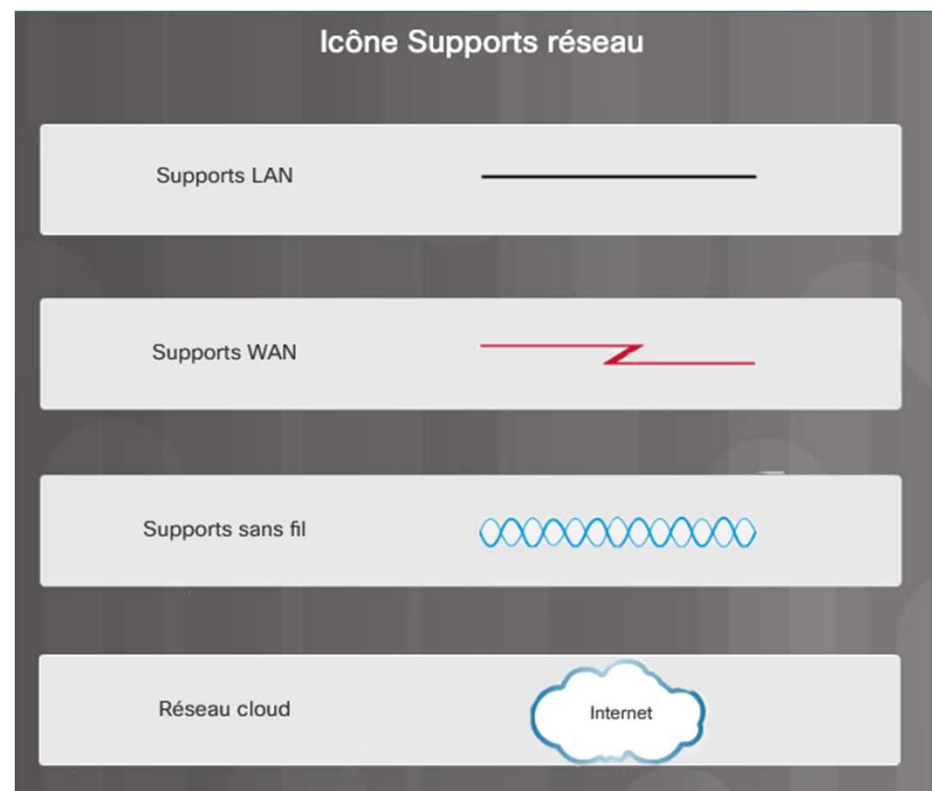 Icône Supports réseau
Supports LAN
Supports WAN
Supports sans fil
Réseau cloud
Internet